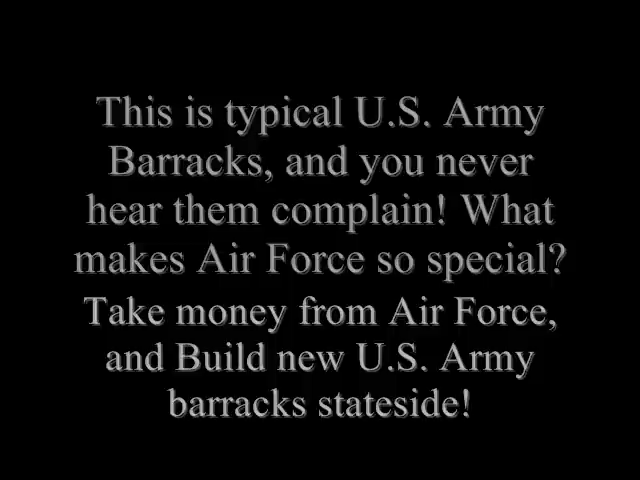 This is typical U.S. Army
Barracks, and you never
hear them complain! What
makes Air Force so special?
Take money from Air Force,
and Build new U.S. Army
barracks stateside!